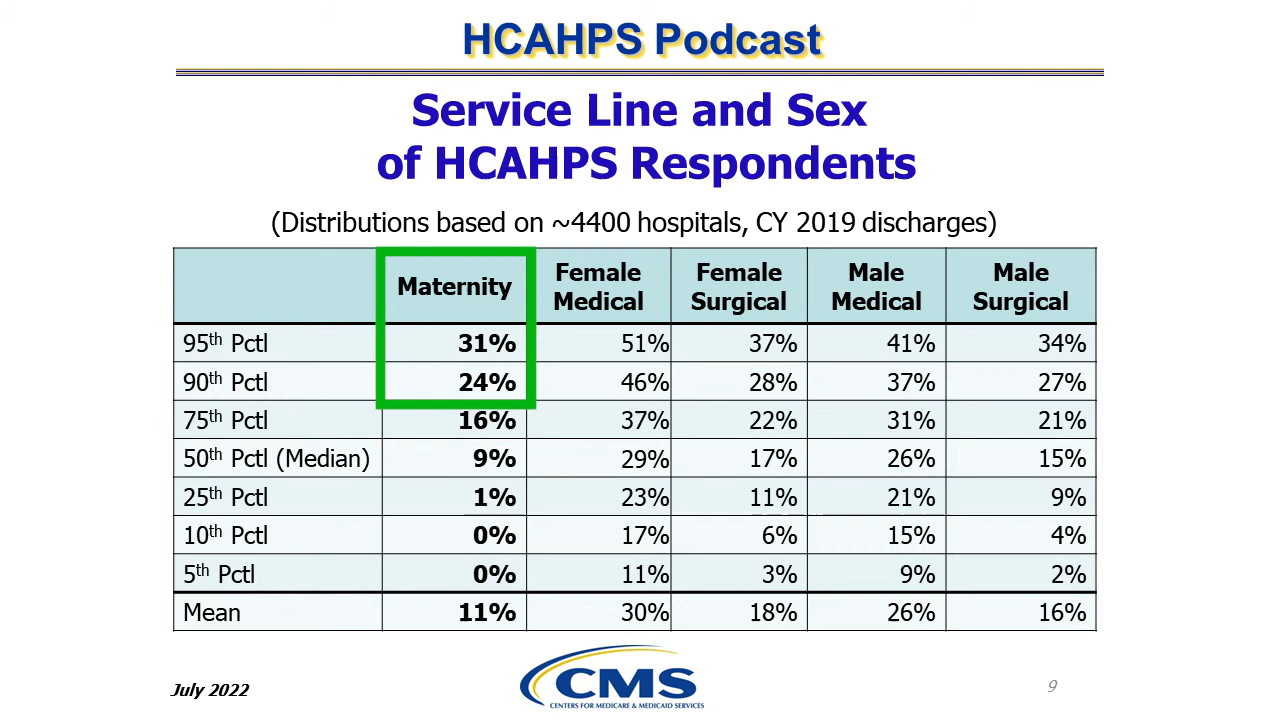 HCAHPS Podcast
Service Line and Sex
of HCAHPS Respondents
(Distributions based on ~4400 hospitals, CY 2019 discharges)
Maternity Female Medical Female Surgical Male Medical Male Surgical
95th Pctl 31% 51% 37% 41% 34%
90th Pctl 24% 46% 28% 37% 27%
75th Pctl 16% 37% 22% 31% 21%
50th Pctl (Median) 9% 29% 17% 26% 15%
25th Pctl 1% 23% 11% 21% 9%
10th Pctl 0% 17% 6% 15% 4%
5th Pctl 0% 11% 3% 9% 2%
Mean 11% 30% 18% 26% 16%
July 2022
CMS
CENTERS FOR MEDICARE & MEDICAID SERVICES
9